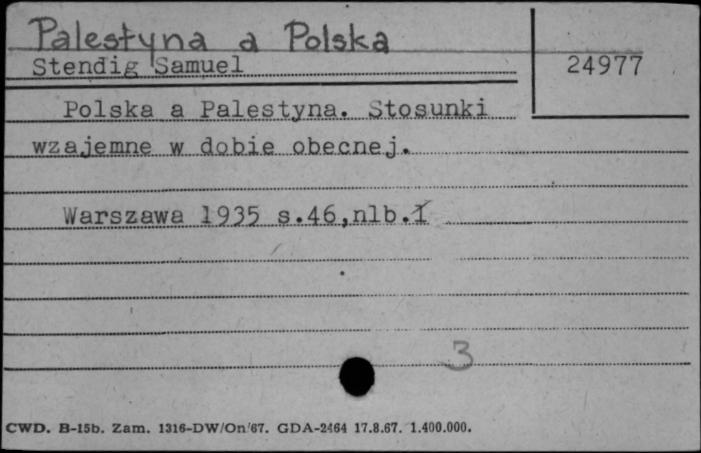 Palestyna a Polska
Stendig Samuel
24977
Polska a Palestyna. Stosunki
wzajemne w dobie obecnej.
Warszawa 1935 s.46,nlb.1
3
CWD. B-15b. Zam. 1316-DW/On/67. GDA-2464 17.8.67. 1.400.000.